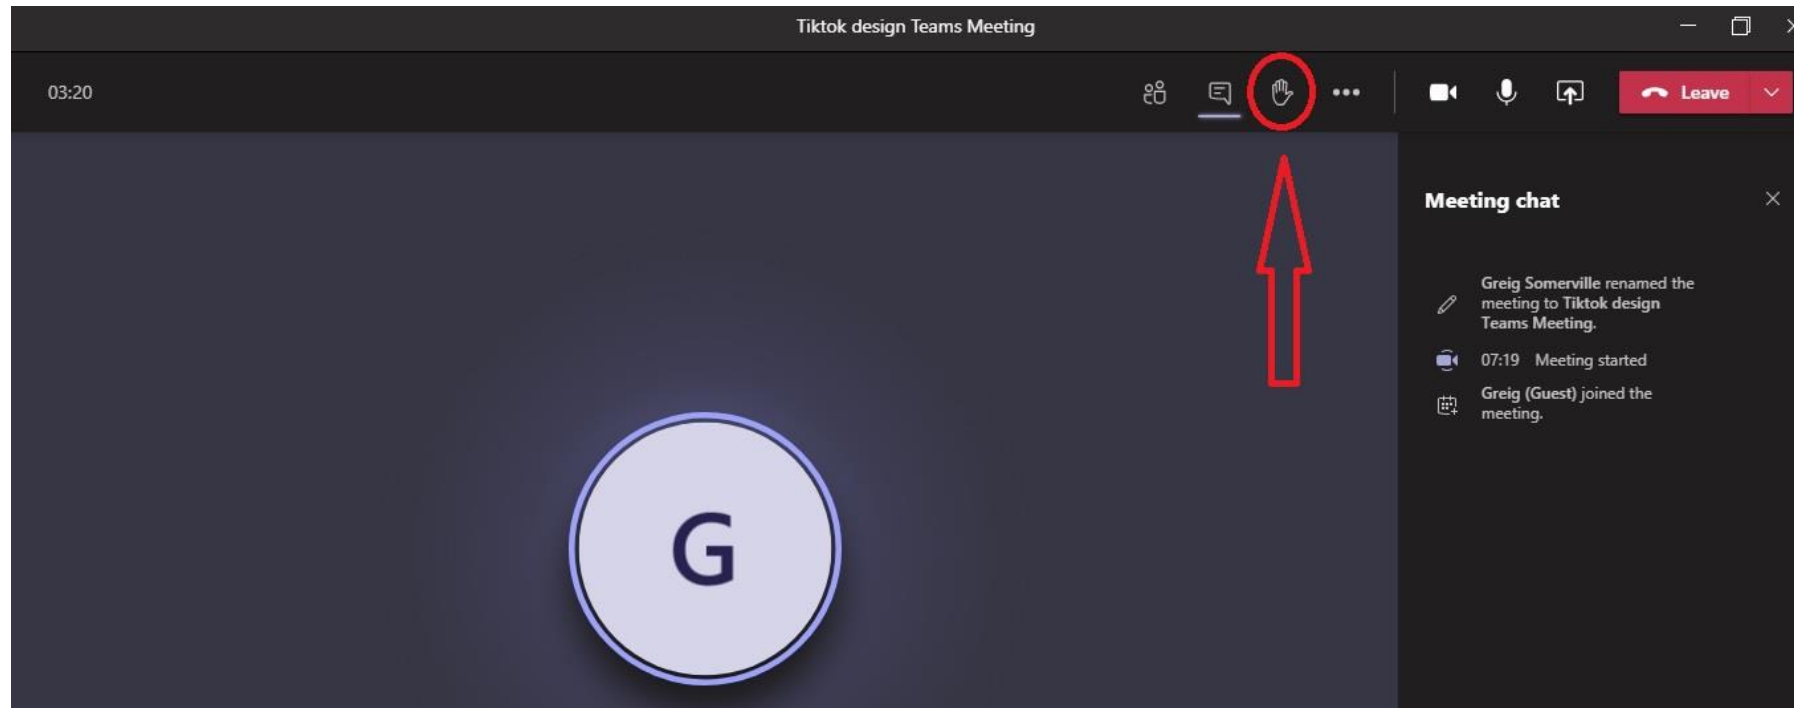 Tiktok design Teams Meeting
03:20
Leave
Meeting chat
Greig Somerville renamed the
meeting to Tiktok design
Teams Meeting.
07:19 Meeting started
Greig (Guest) joined the
meeting.
G